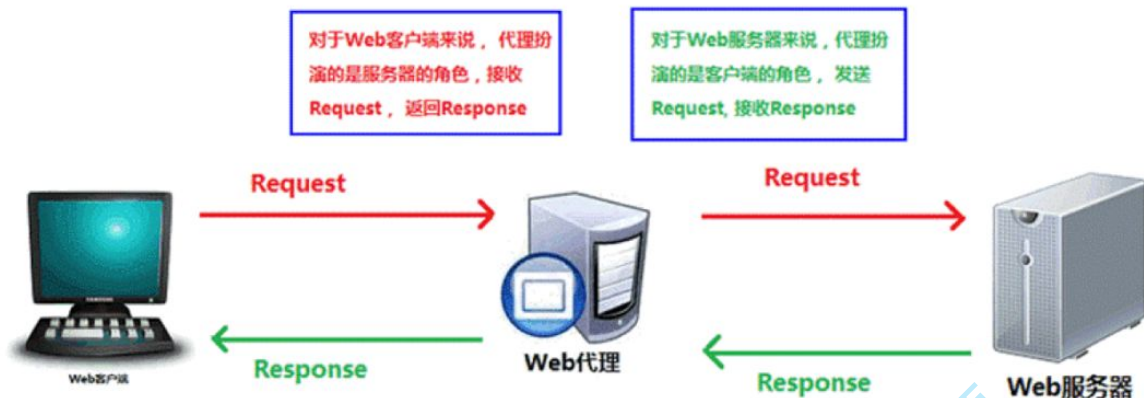 对于Web客户端来说，代理扮
演的是服务器的角色，接收
Request，返回Response
对于Web服务器来说，代理扮
演的是客户端的角色，发送
Request, 接收Response
Request
Request
Web客户端
Response
Web代理
Response
Web服务器